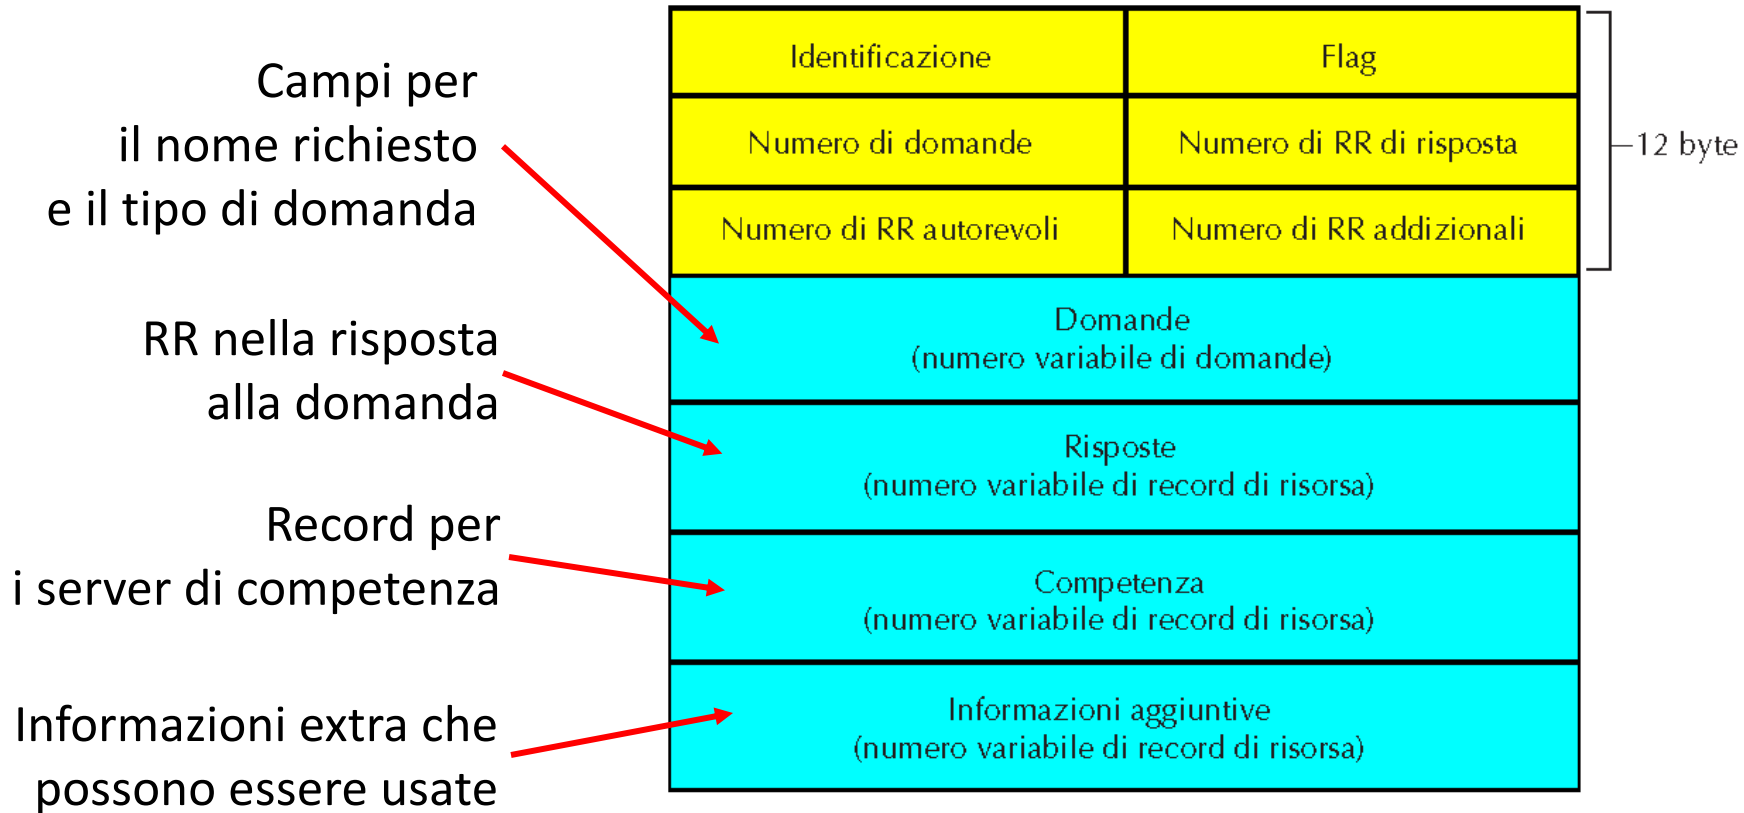 Campi per
il nome richiesto
e il tipo di domanda
RR nella risposta
alla domanda
Record per
i server di competenza
Informazioni extra che
possono essere usate
Identificazione
Flag
Numero di domande
Numero di RR di risposta
Numero di RR autorevoli
Numero di RR addizionali
12 byte
Domande
(numero variabile di domande)
Risposte
(numero variabile di record di risorsa)
Competenza
(numero variabile di record di risorsa)
Informazioni aggiuntive
(numero variabile di record di risorsa)